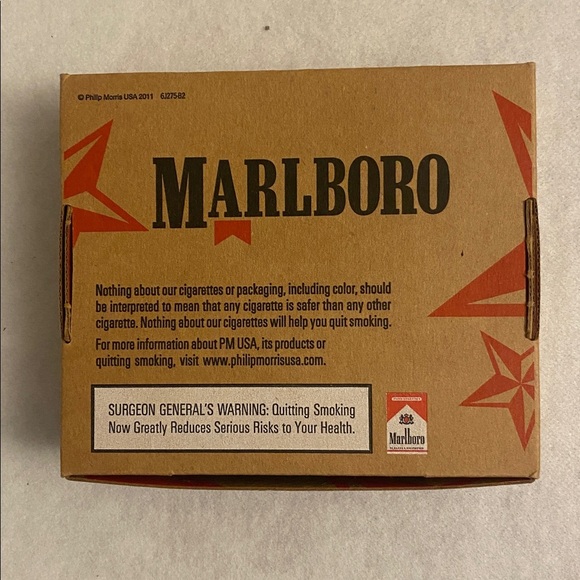 © Philip Morris USA 2011 6J275B2
MARLBORO
Nothing about our cigarettes or packaging, including color, should
be interpreted to mean that any cigarette is safer than any other
cigarette. Nothing about our cigarettes will help you quit smoking.
For more information about PM USA, its products or
quitting smoking, visit www.philipmorrisusa.com.
SURGEON GENERAL'S WARNING: Quitting Smoking
Now Greatly Reduces Serious Risks to Your Health.
Marlboro